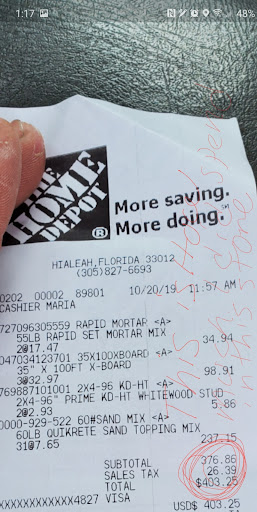 1:17
48%
THE
HOME
DEPOT
More saving.
More doing.
HIALEAH, FLORIDA 33012
(305)827-6693
0202 00002 89801 10/20/19 11:57 AM
CASHIER MARIA
727096305559 RAPID MORTAR <A>
55LB RAPID SET MORTAR MIX
2@17.47 34.94
047034123701 35X100XBOARD <A>
35" X 100FT X-BOARD
3@32.97 98.91
769887101001 2X4-96 KD-HT <A>
2X4-96" PRIME KD-HT WHITEWOOD STUD
2@2.93 5.86
0000-929-522 60#SAND MIX <A>
60LB QUIKRETE SAND TOPPING MIX
31@7.65 237.15
SUBTOTAL 376.86
SALES TAX 26.39
TOTAL $403.25
XXXXXXXXXXXX4827 VISA
USD$ 403.25
This is
this store